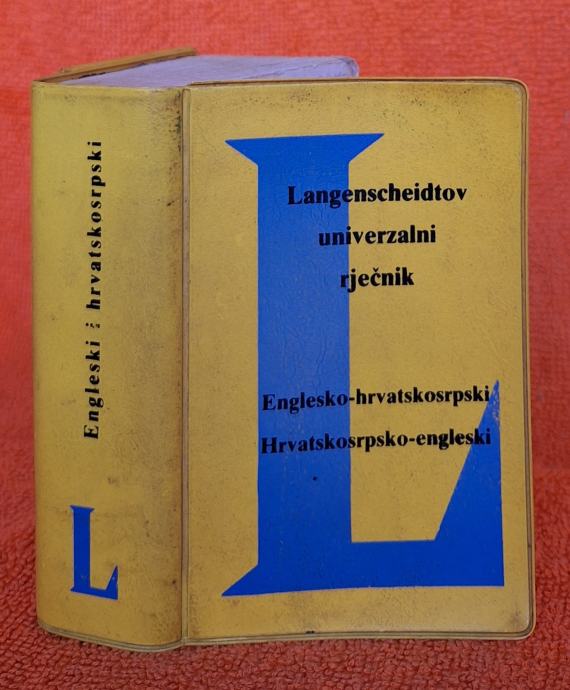 Engleski : hrvatskosrpski
L
L
Langenscheidtov
univerzalni
rječnik
Englesko-hrvatskosrpski
Hrvatskosrpsko-engleski